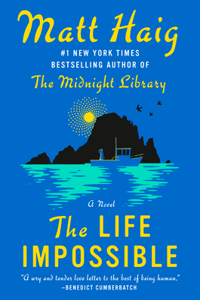 Matt Haig
#1 NEW YORK TIMES
BESTSELLING AUTHOR OF
The Midnight Library
A Novel
The LIFE
IMPOSSIBLE
"A wry and tender love letter to the best of being human."
–BENEDICT CUMBERBATCH